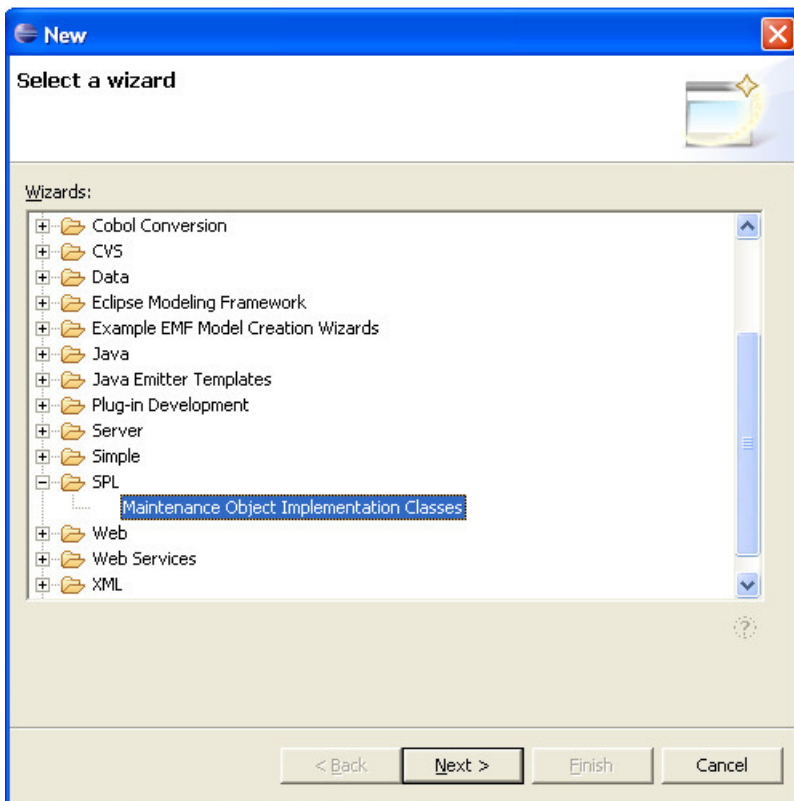 New
Select a wizard
Wizards:
Cobol Conversion
CVS
Data
Eclipse Modeling Framework
Example EMF Model Creation Wizards
Java
Java Emitter Templates
Plug-in Development
Server
Simple
SPL
Maintenance Object Implementation Classes
Web
Web Services
XML
?
< Back Next > Finish Cancel